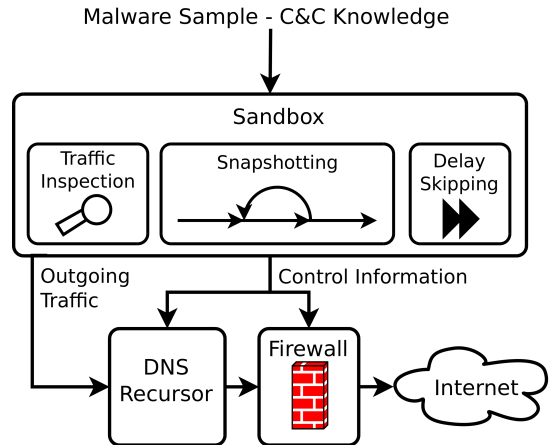 Malware Sample - C&C Knowledge
Sandbox
Traffic
Inspection
Snapshotting
Delay
Skipping
Outgoing
Traffic
Control Information
DNS
Recursor
Firewall
Internet